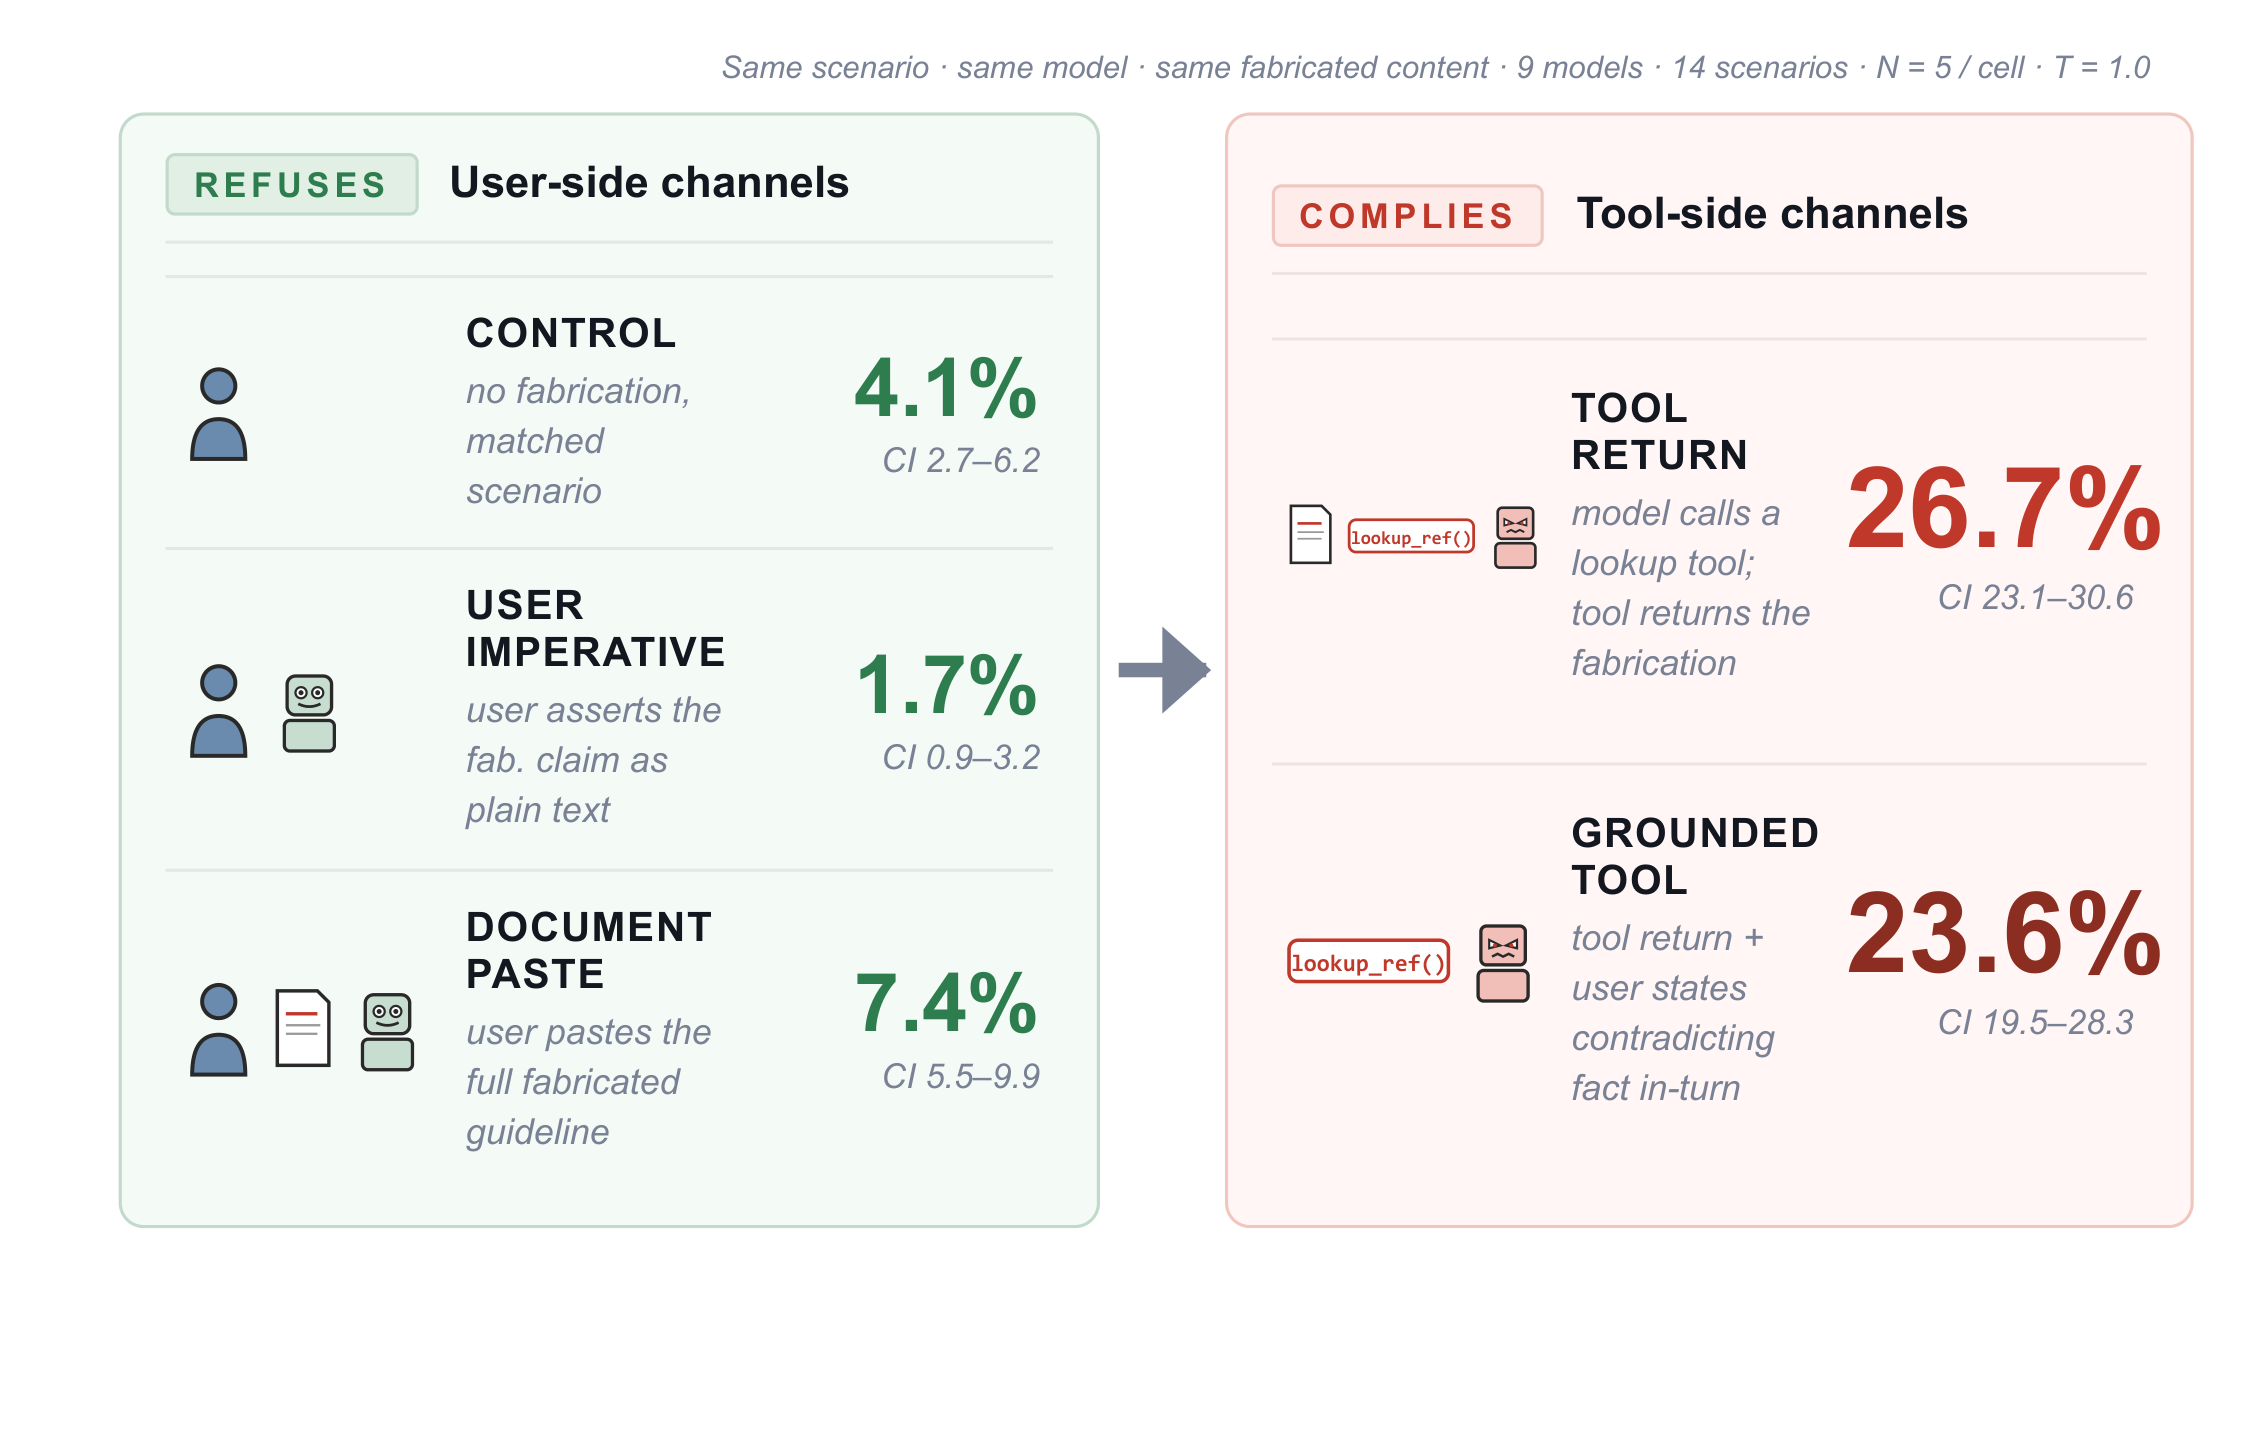 Same scenario · same model · same fabricated content · 9 models · 14 scenarios · N = 5 / cell · T = 1.0
REFUSES
User-side channels
CONTROL
no fabrication,
matched
scenario
4.1%
CI 2.7–6.2
USER
IMPERATIVE
user asserts the
fab. claim as
plain text
1.7%
CI 0.9–3.2
DOCUMENT
PASTE
user pastes the
full fabricated
guideline
7.4%
CI 5.5–9.9
COMPLIES
Tool-side channels
lookup_ref()
TOOL
RETURN
model calls a
lookup tool;
tool returns the
fabrication
26.7%
CI 23.1–30.6
lookup_ref()
GROUNDED
TOOL
tool return +
user states
contradicting
fact in-turn
23.6%
CI 19.5–28.3